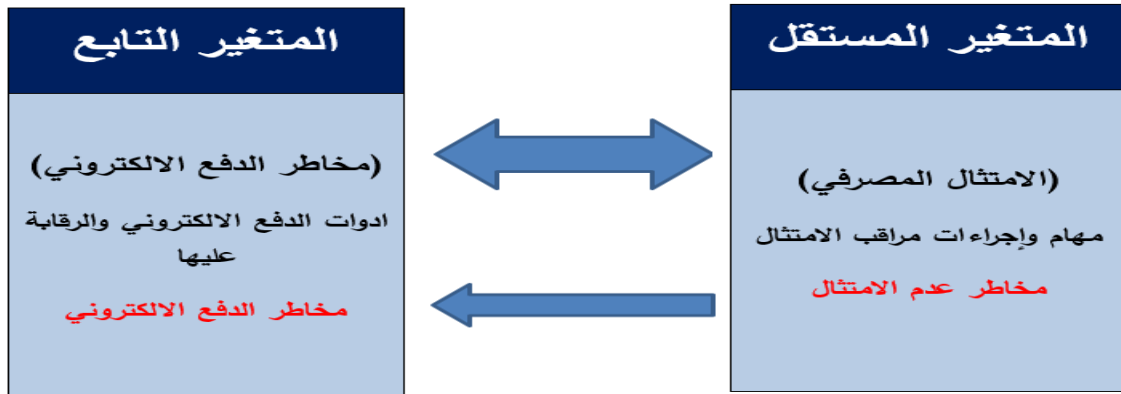 المتغير المستقل
(الامتثال المصرفي)
مهام وإجراءات مراقب الامتثال
مخاطر عدم الامتثال
المتغير التابع
(مخاطر الدفع الالكتروني)
ادوات الدفع الالكتروني والرقابة
عليها
مخاطر الدفع الالكتروني